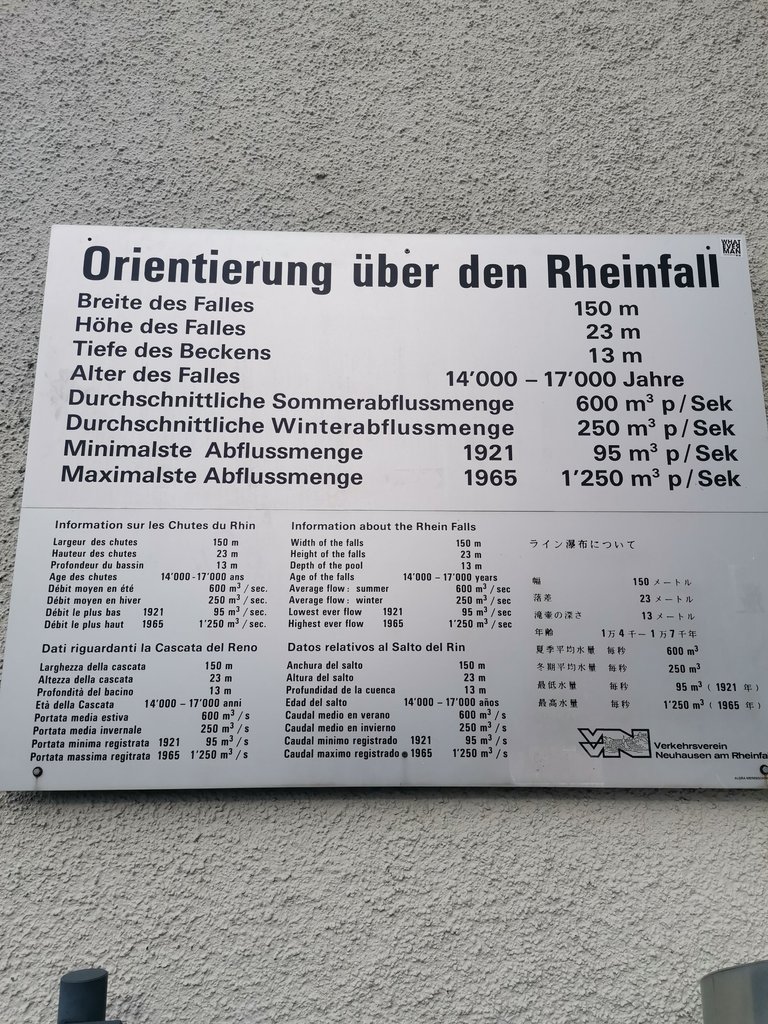 WHAT
EVER
MAN
Orientierung über den Rheinfall
Breite des Falles 150 m
Höhe des Falles 23 m
Tiefe des Beckens 13 m
Alter des Falles 14'000 – 17'000 Jahre
Durchschnittliche Sommerabflussmenge 600 m³ p/Sek
Durchschnittliche Winterabflussmenge 250 m³ p/Sek
Minimalste Abflussmenge 1921 95 m³ p/Sek
Maximalste Abflussmenge 1965 1'250 m³ p/Sek
Information sur les Chutes du Rhin
Largeur des chutes 150 m
Hauteur des chutes 23 m
Profondeur du bassin 13 m
Age des chutes 14'000-17'000 ans
Débit moyen en été 600 m³/sec.
Débit moyen en hiver 250 m³/sec.
Débit le plus bas 1921 95 m³/sec.
Débit le plus haut 1965 1'250 m³/sec.
Information about the Rhein Falls
Width of the falls 150 m
Height of the falls 23 m
Depth of the pool 13 m
Age of the falls 14'000 – 17'000 years
Average flow: summer 600 m³/sec
Average flow: winter 250 m³/sec
Lowest ever flow 1921 95 m³/sec
Highest ever flow 1965 1'250 m³/sec
Dati riguardanti la Cascata del Reno
Larghezza della cascata 150 m
Altezza della cascata 23 m
Profondità del bacino 13 m
Età della Cascata 14'000 – 17'000 anni
Portata media estiva 600 m³/s
Portata media invernale 250 m³/s
Portata minima registrata 1921 95 m³/s
Portata massima regitrata 1965 1'250 m³/s
Datos relativos al Salto del Rin
Anchura del salto 150 m
Altura del salto 23 m
Profundidad de la cuenca 13 m
Edad del salto 14'000 – 17'000 años
Caudal medio en verano 600 m³/s
Caudal medio en invierno 250 m³/s
Caudal minimo registrado 1921 95 m³/s
Caudal maximo registrado 1965 1'250 m³/s
ライン瀑布について
幅 150 メートル
落差 23 メートル
滝壷の深さ 13 メートル
年齢 1万4千ー1万7千年
夏季平均水量 毎秒 600 m³
冬期平均水量 毎秒 250 m³
最低水量 毎秒 95 m³ (1921 年)
最高水量 毎秒 1'250 m³ (1965 年)
VVN
Verkehrsverein
Neuhausen am Rheinfa